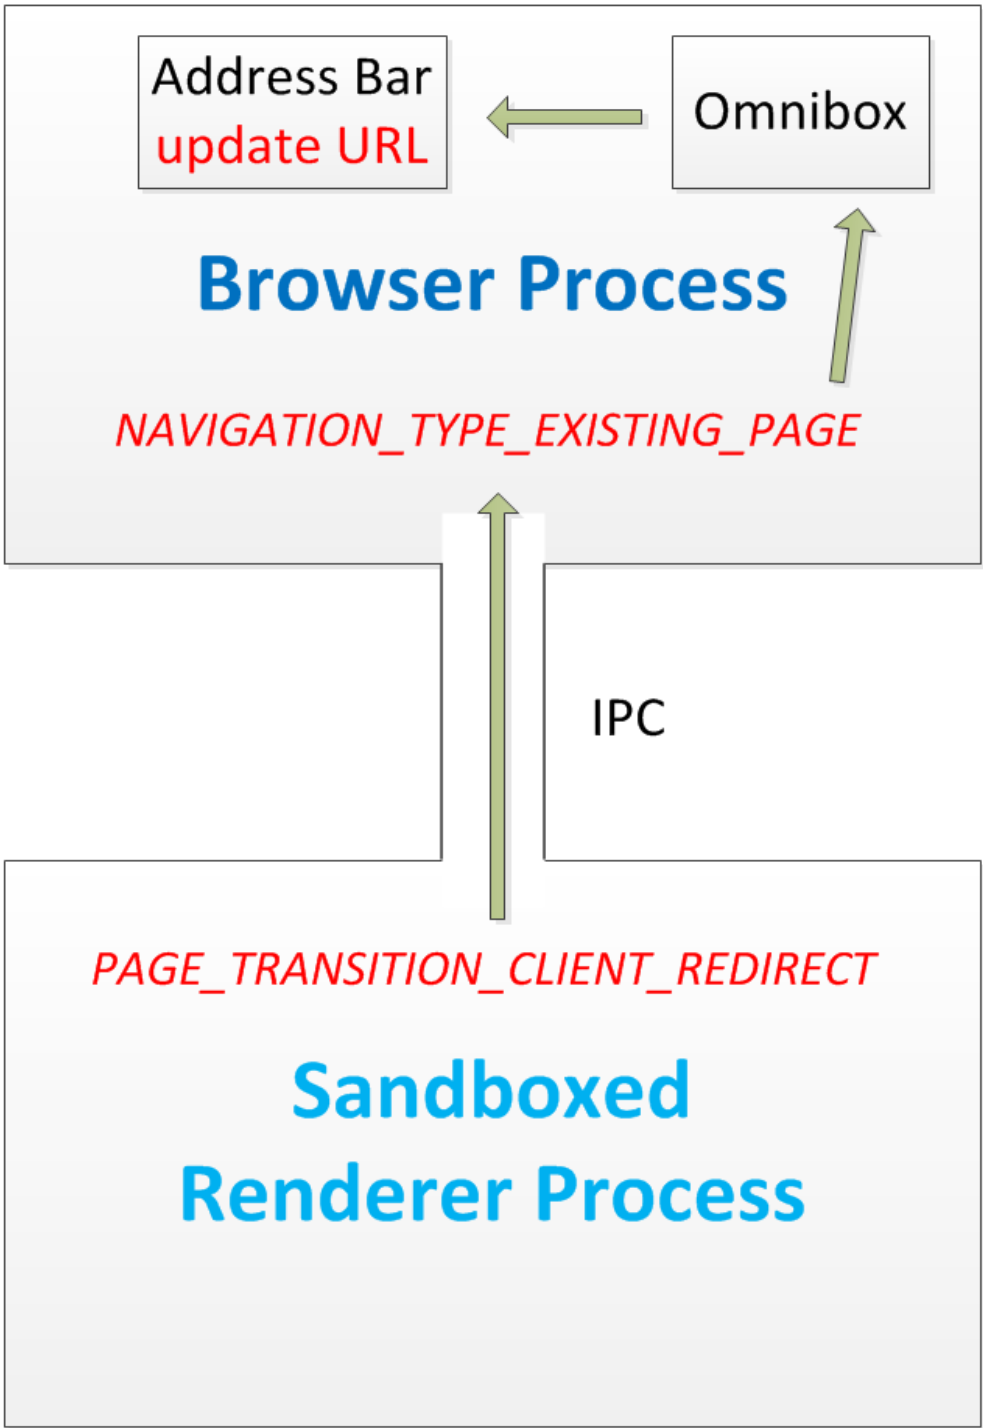 Address Bar
update URL
Omnibox
Browser Process
NAVIGATION_TYPE_EXISTING_PAGE
IPC
PAGE_TRANSITION_CLIENT_REDIRECT
Sandboxed
Renderer Process